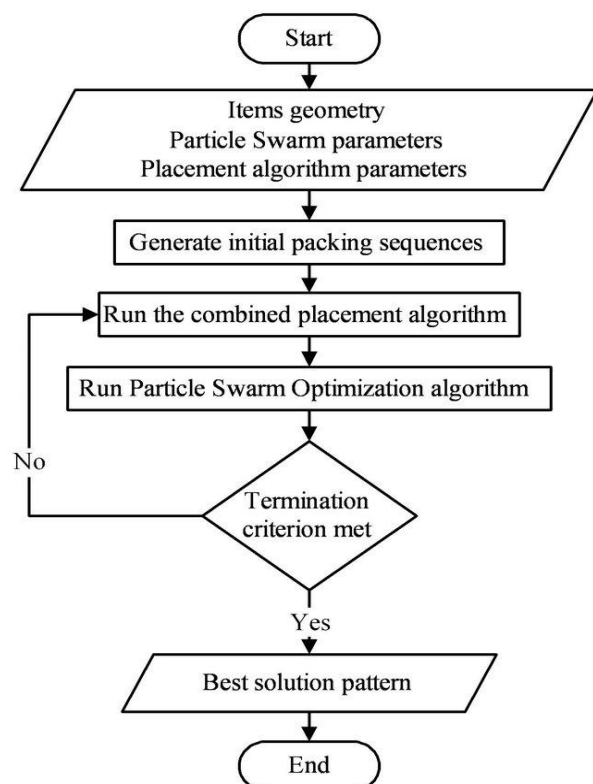 Start
Items geometry
Particle Swarm parameters
Placement algorithm parameters
Generate initial packing sequences
Run the combined placement algorithm
Run Particle Swarm Optimization algorithm
No
Termination
criterion met
Yes
Best solution pattern
End